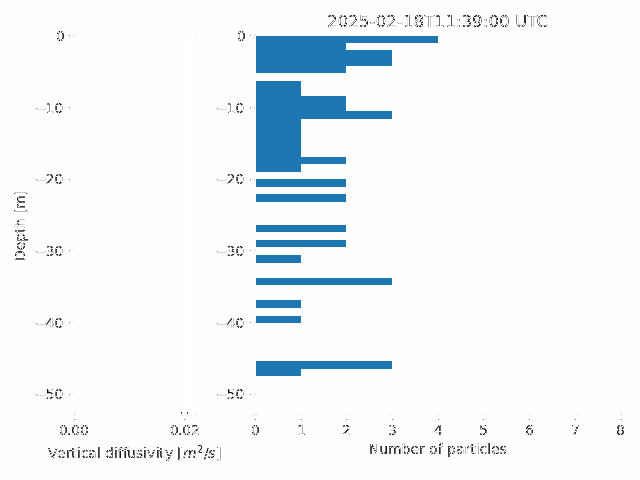 2025-02-18T11:39:00 UTC
0 0
−10 −10
−20 −20
Depth [m]
−30 −30
−40 −40
−50 −50
0.00 0.02 0 1 2 3 4 5 6 7 8
Vertical diffusivity [m²/s] Number of particles